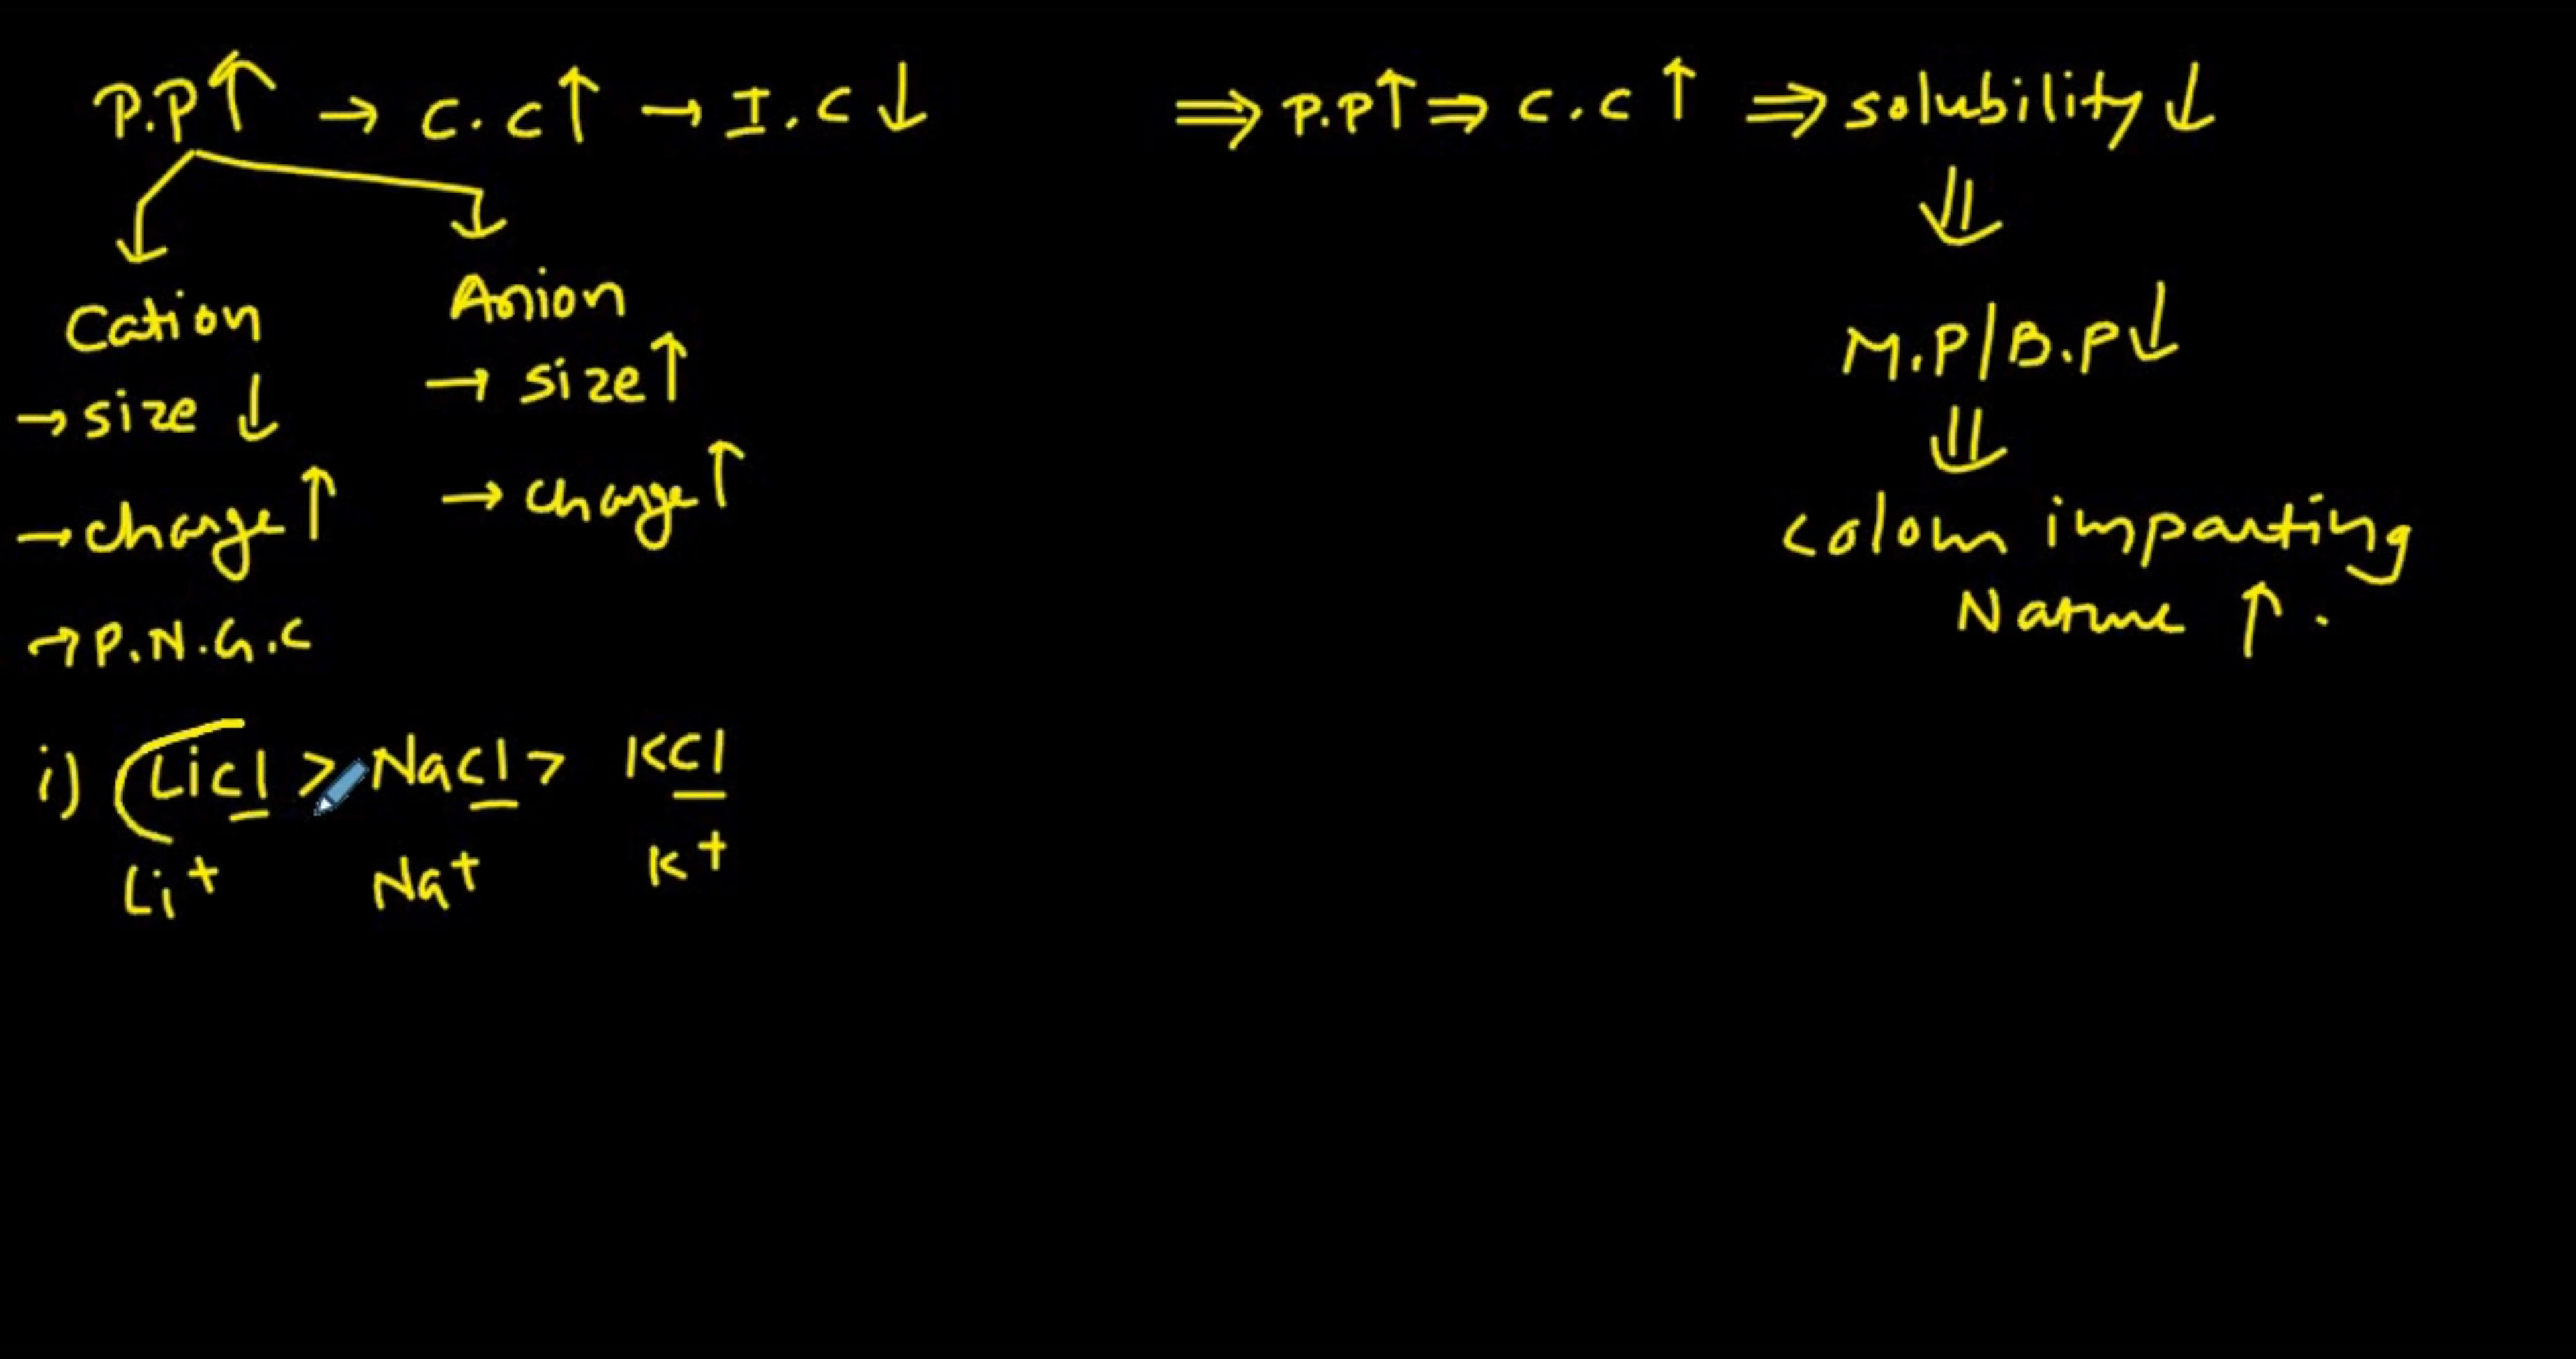 P.P↑ → C.C↑ → I.C↓
Cation
→ size ↓
→ charge ↑
→ P.N.G.C
Anion
→ size ↑
→ charge ↑
i) LiCl > NaCl > KCl
Li+ Na+ K+
⇒ P.P↑ ⇒ C.C↑ ⇒ solubility ↓
⇓
M.P/B.P↓
⇓
Colour imparting
Nature ↑.